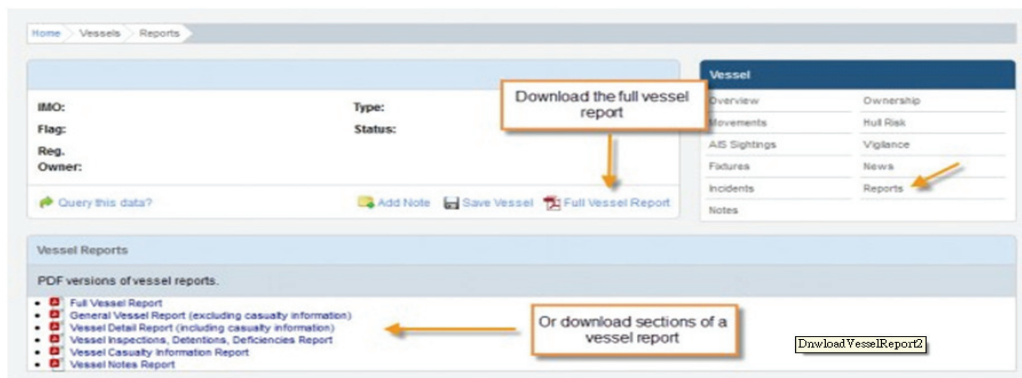 Home Vessels Reports
Vessel
IMO:
Type:
Flag:
Status:
Reg.
Owner:
Download the full vessel
report
Overview Ownership
Movements Hull Risk
AIS Sightings Vigilance
Fixtures News
Incidents Reports
Notes
Query this data?
Add Note Save Vessel Full Vessel Report
Vessel Reports
PDF versions of vessel reports.
• Full Vessel Report
• General Vessel Report (excluding casualty information)
• Vessel Detail Report (including casualty information)
• Vessel Inspections, Detentions, Deficiencies Report
• Vessel Casualty Information Report
• Vessel Notes Report
Or download sections of a
vessel report
DnwloadVesselReport2